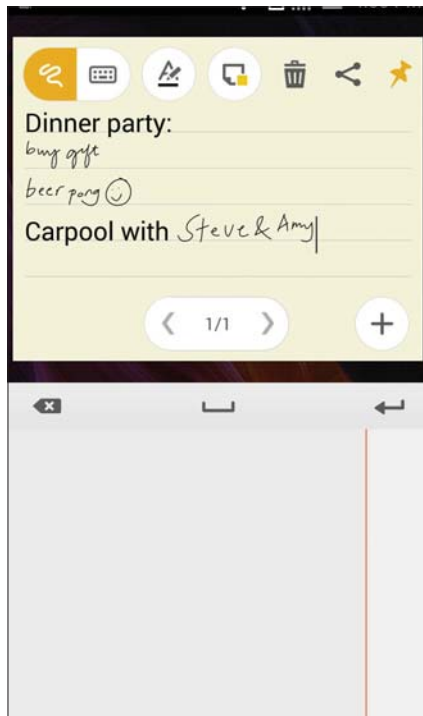 Dinner party:
buy gift
beer pong ☺
Carpool with Steve & Amy
1/1